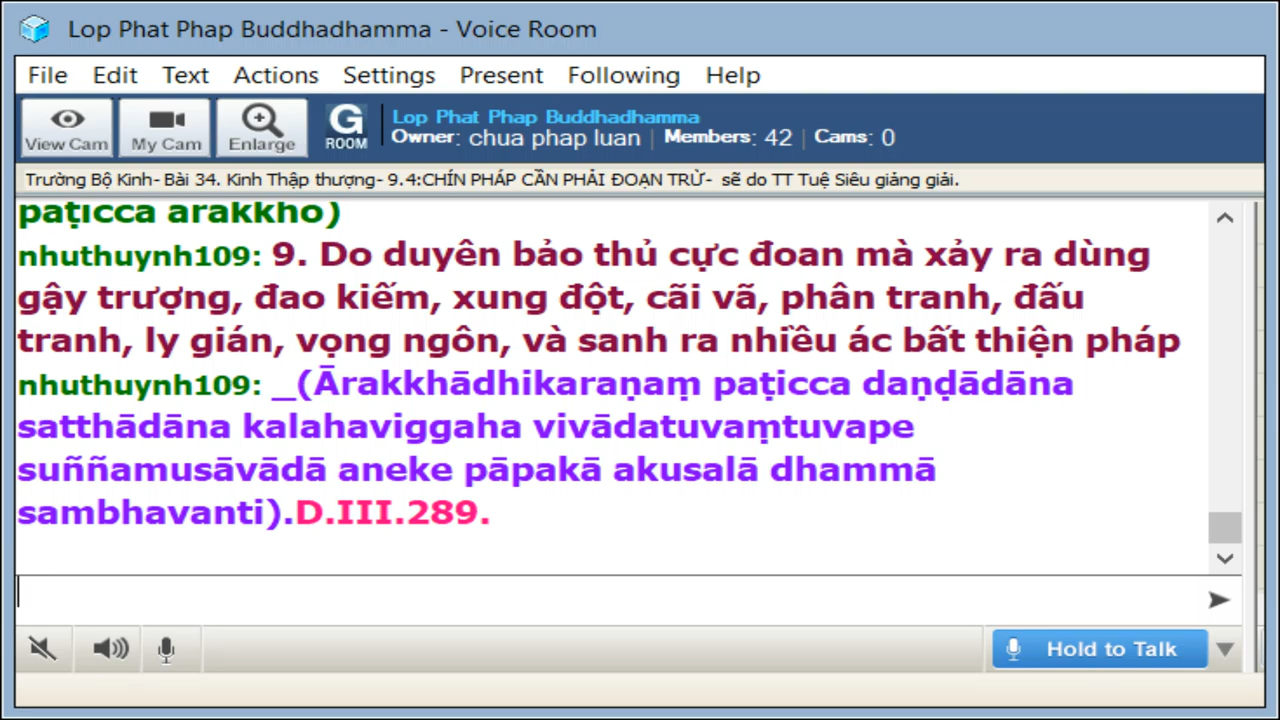 Lop Phat Phap Buddhadhamma - Voice Room
File Edit Text Actions Settings Present Following Help
View Cam My Cam Enlarge G ROOM
Lop Phat Phap Buddhadhamma
Owner: chua phap luan | Members: 42 | Cams: 0
Trường Bộ Kinh- Bài 34. Kinh Thập thượng- 9.4:CHÍN PHÁP CẦN PHẢI ĐOẠN TRỪ- sẽ do TT Tuệ Siêu giảng giải.
paṭicca arakkho)
nhuthuynh109: 9. Do duyên bảo thủ cực đoan mà xảy ra dùng
gậy trượng, đao kiếm, xung đột, cãi vã, phân tranh, đấu
tranh, ly gián, vọng ngôn, và sanh ra nhiều ác bất thiện pháp
nhuthuynh109: _(Ārakkhādhikaraṇaṃ paṭicca daṇḍādāna
satthādāna kalahaviggaha vivādatuvaṃtuvape
suññamusāvādā aneke pāpakā akusalā dhammā
sambhavanti).D.III.289.
Hold to Talk